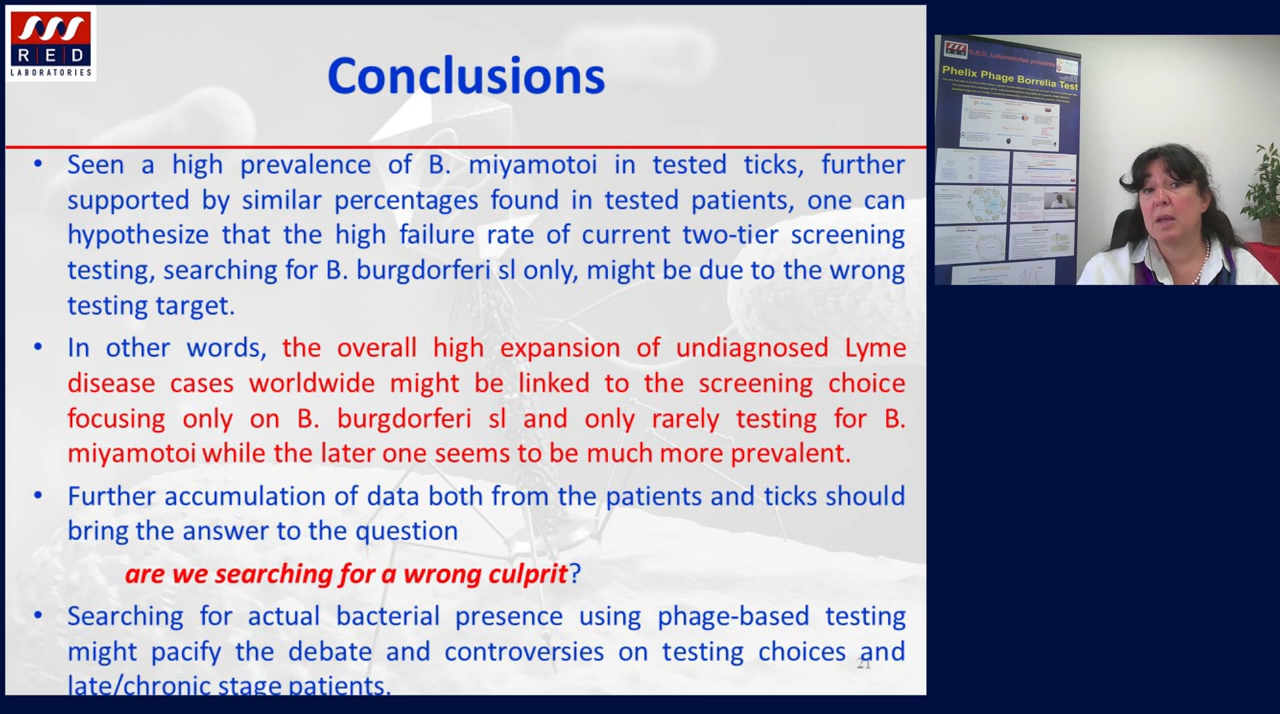 R E D
LABORATORIES
Conclusions
• Seen a high prevalence of B. miyamotoi in tested ticks, further
supported by similar percentages found in tested patients, one can
hypothesize that the high failure rate of current two-tier screening
testing, searching for B. burgdorferi sl only, might be due to the wrong
testing target.
• In other words, the overall high expansion of undiagnosed Lyme
disease cases worldwide might be linked to the screening choice
focusing only on B. burgdorferi sl and only rarely testing for B.
miyamotoi while the later one seems to be much more prevalent.
• Further accumulation of data both from the patients and ticks should
bring the answer to the question
are we searching for a wrong culprit?
• Searching for actual bacterial presence using phage-based testing
might pacify the debate and controversies on testing choices and
late/chronic stage patients.
21
Phelix Phage Borrelia Test